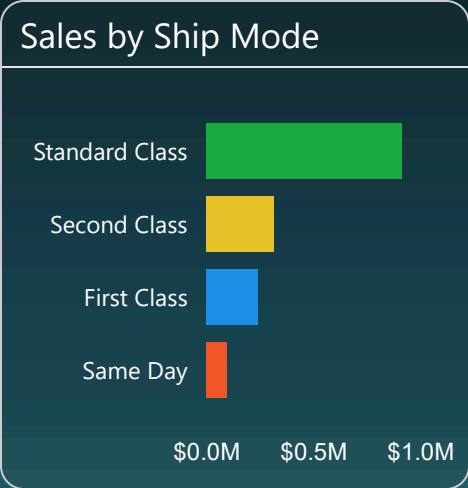 Sales by Ship Mode
Standard Class
Second Class
First Class
Same Day
$0.0M $0.5M $1.0M